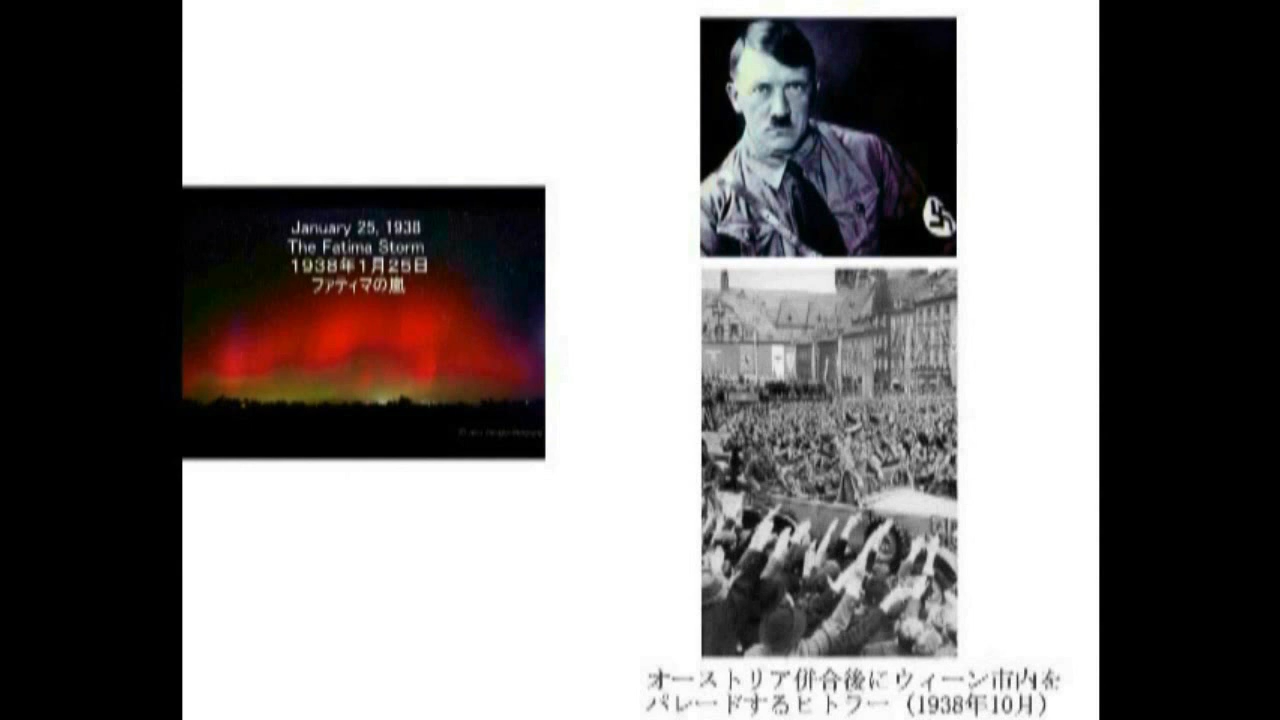 January 25, 1938
The Fatima Storm
1938年1月25日
ファティマの嵐
オーストリア併合後にウィーン市内を
パレードするヒトラー（1938年10月）